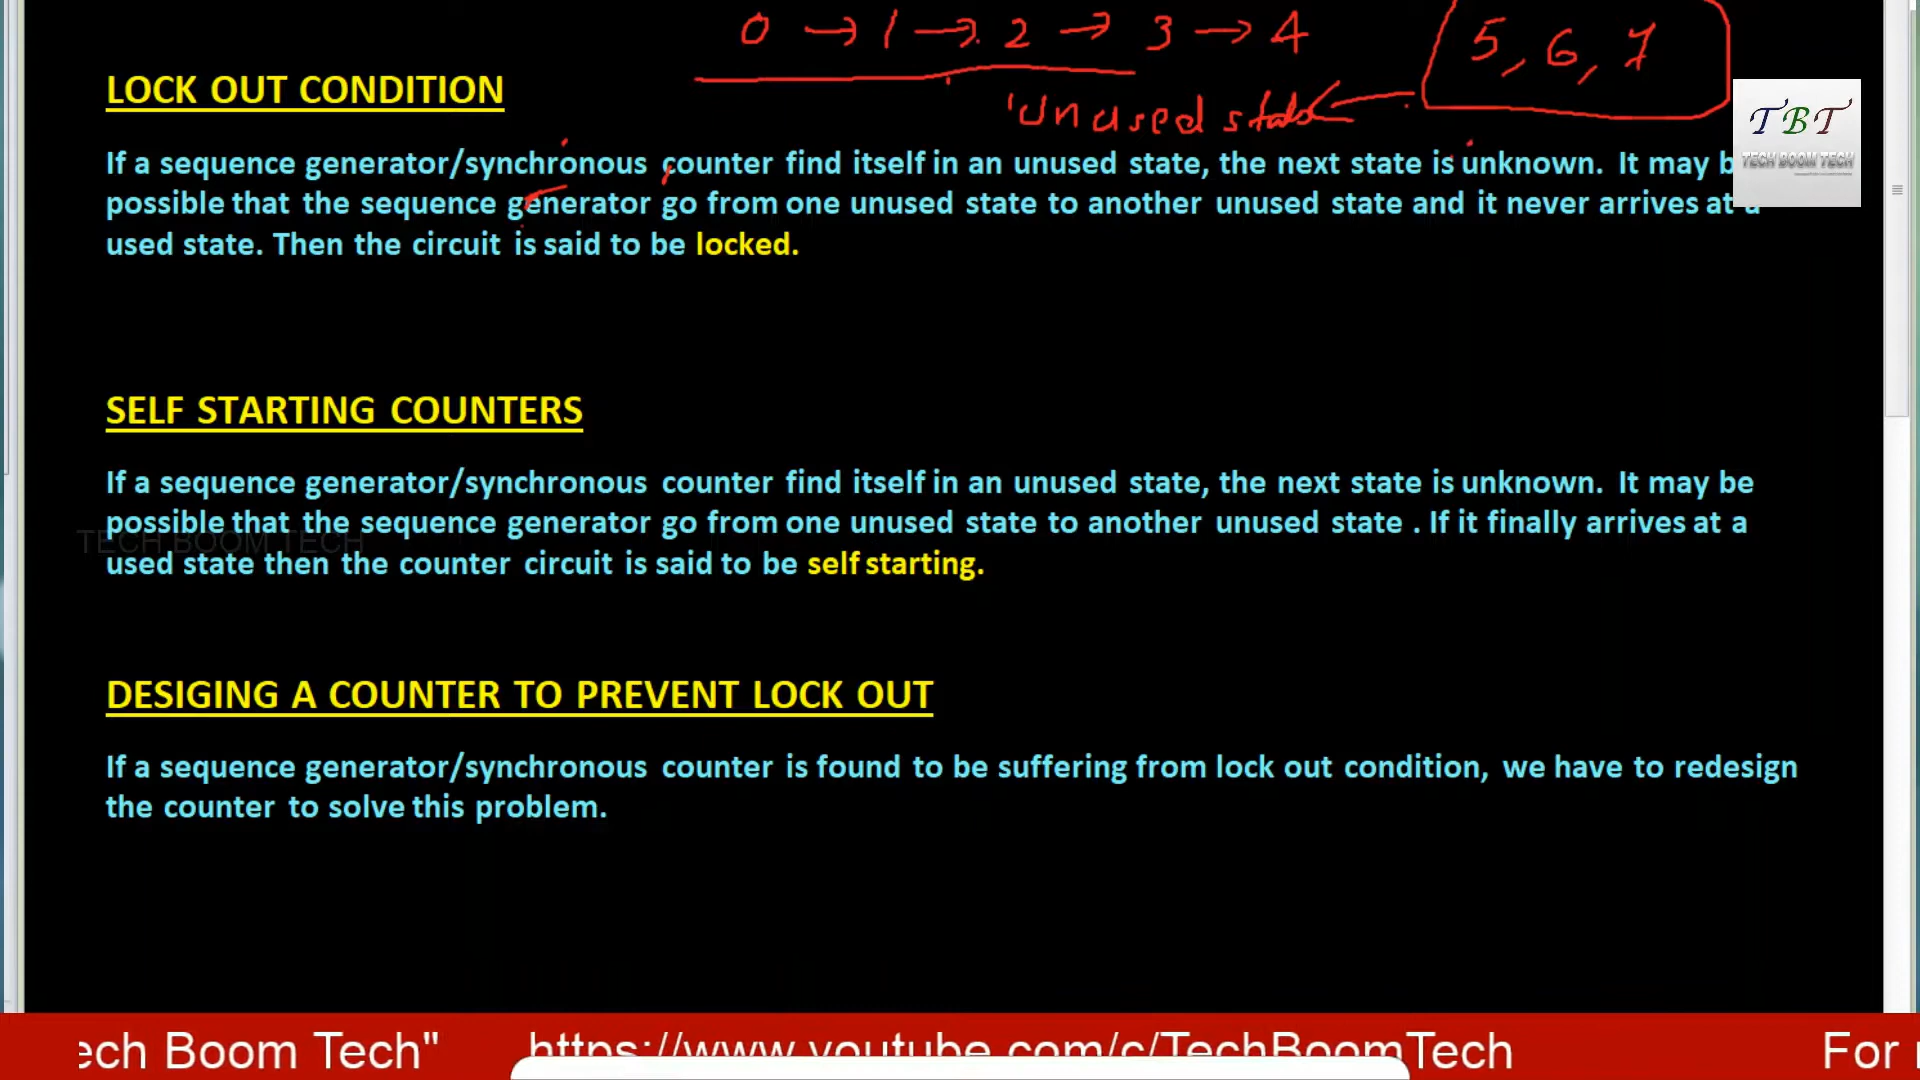 0 → 1 → 2 → 3 → 4
5, 6, 7
LOCK OUT CONDITION
unused state
TBT
TECH BOOM TECH
If a sequence generator/synchronous counter find itself in an unused state, the next state is unknown. It may b
possible that the sequence generator go from one unused state to another unused state and it never arrives at a
used state. Then the circuit is said to be locked.
SELF STARTING COUNTERS
If a sequence generator/synchronous counter find itself in an unused state, the next state is unknown. It may be
possible that the sequence generator go from one unused state to another unused state . If it finally arrives at a
TECH BOOM TECH
used state then the counter circuit is said to be self starting.
DESIGING A COUNTER TO PREVENT LOCK OUT
If a sequence generator/synchronous counter is found to be suffering from lock out condition, we have to redesign
the counter to solve this problem.
ech Boom Tech" https://www.youtube.com/c/TechBoomTech For